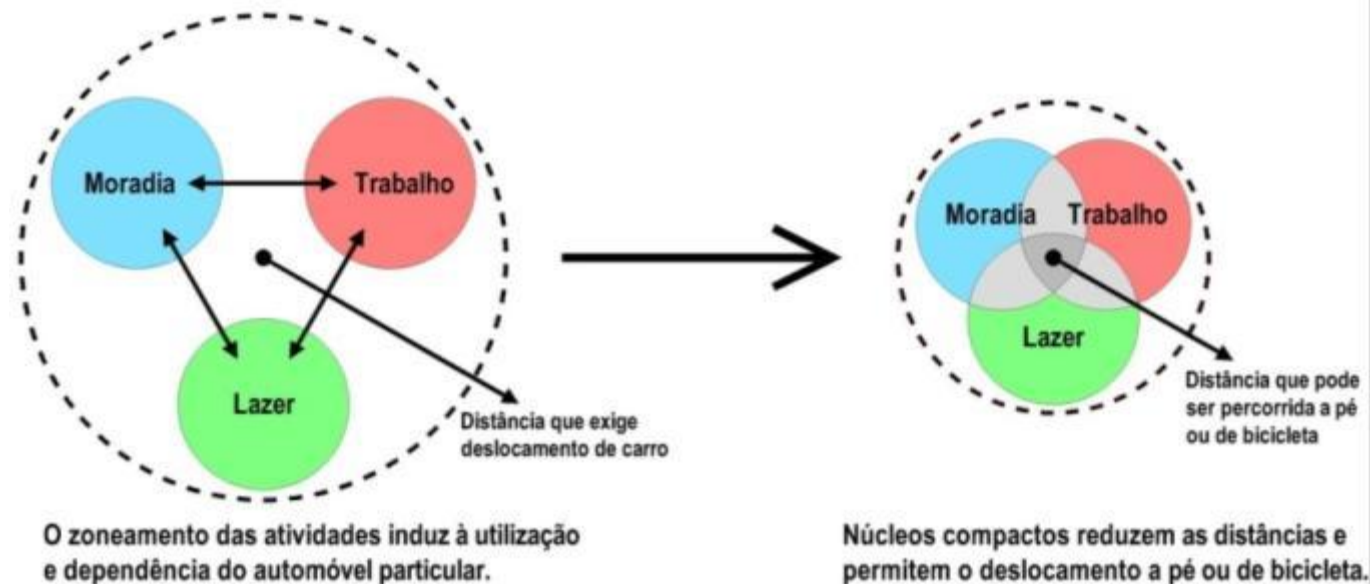 Moradia
Trabalho
Lazer
Distância que exige
deslocamento de carro
O zoneamento das atividades induz à utilização
e dependência do automóvel particular.
Moradia
Trabalho
Lazer
Distância que pode
ser percorrida a pé
ou de bicicleta
Núcleos compactos reduzem as distâncias e
permitem o deslocamento a pé ou de bicicleta.